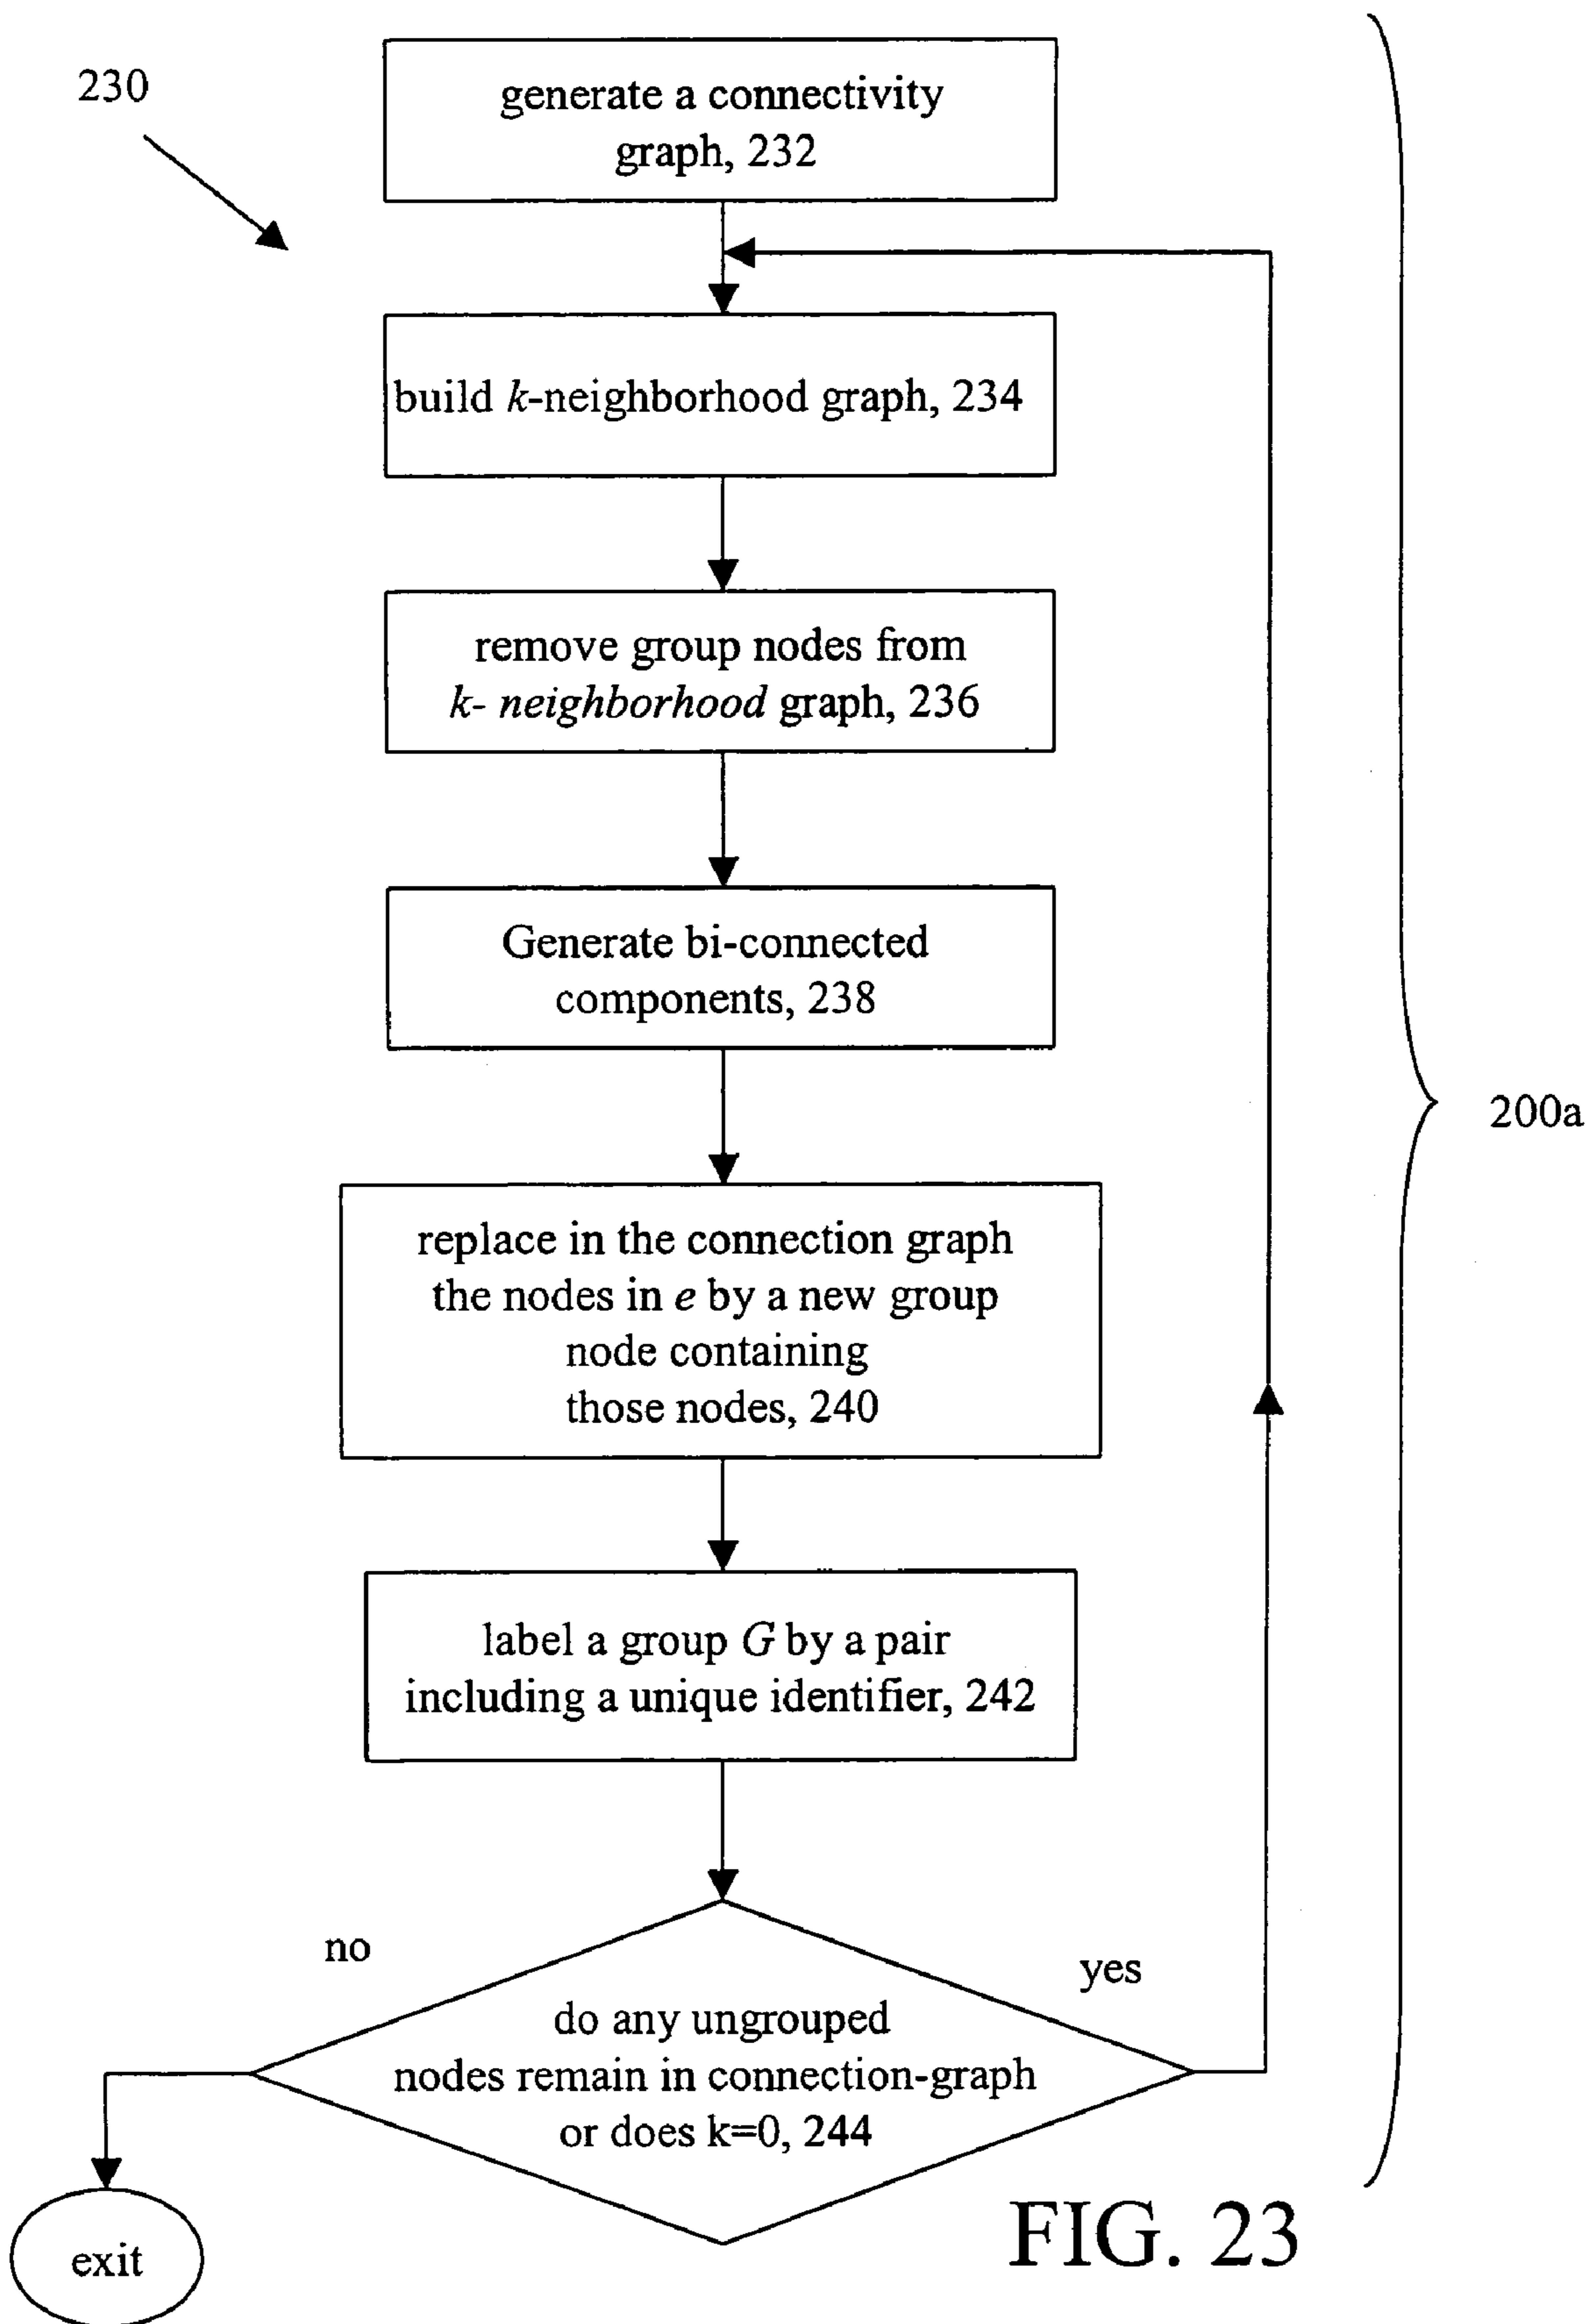 230
generate a connectivity
graph, 232
build k-neighborhood graph, 234
remove group nodes from
k- neighborhood graph, 236
Generate bi-connected
components, 238
200a
replace in the connection graph
the nodes in e by a new group
node containing
those nodes, 240
label a group G by a pair
including a unique identifier, 242
no
yes
do any ungrouped
nodes remain in connection-graph
or does k=0, 244
exit
FIG. 23